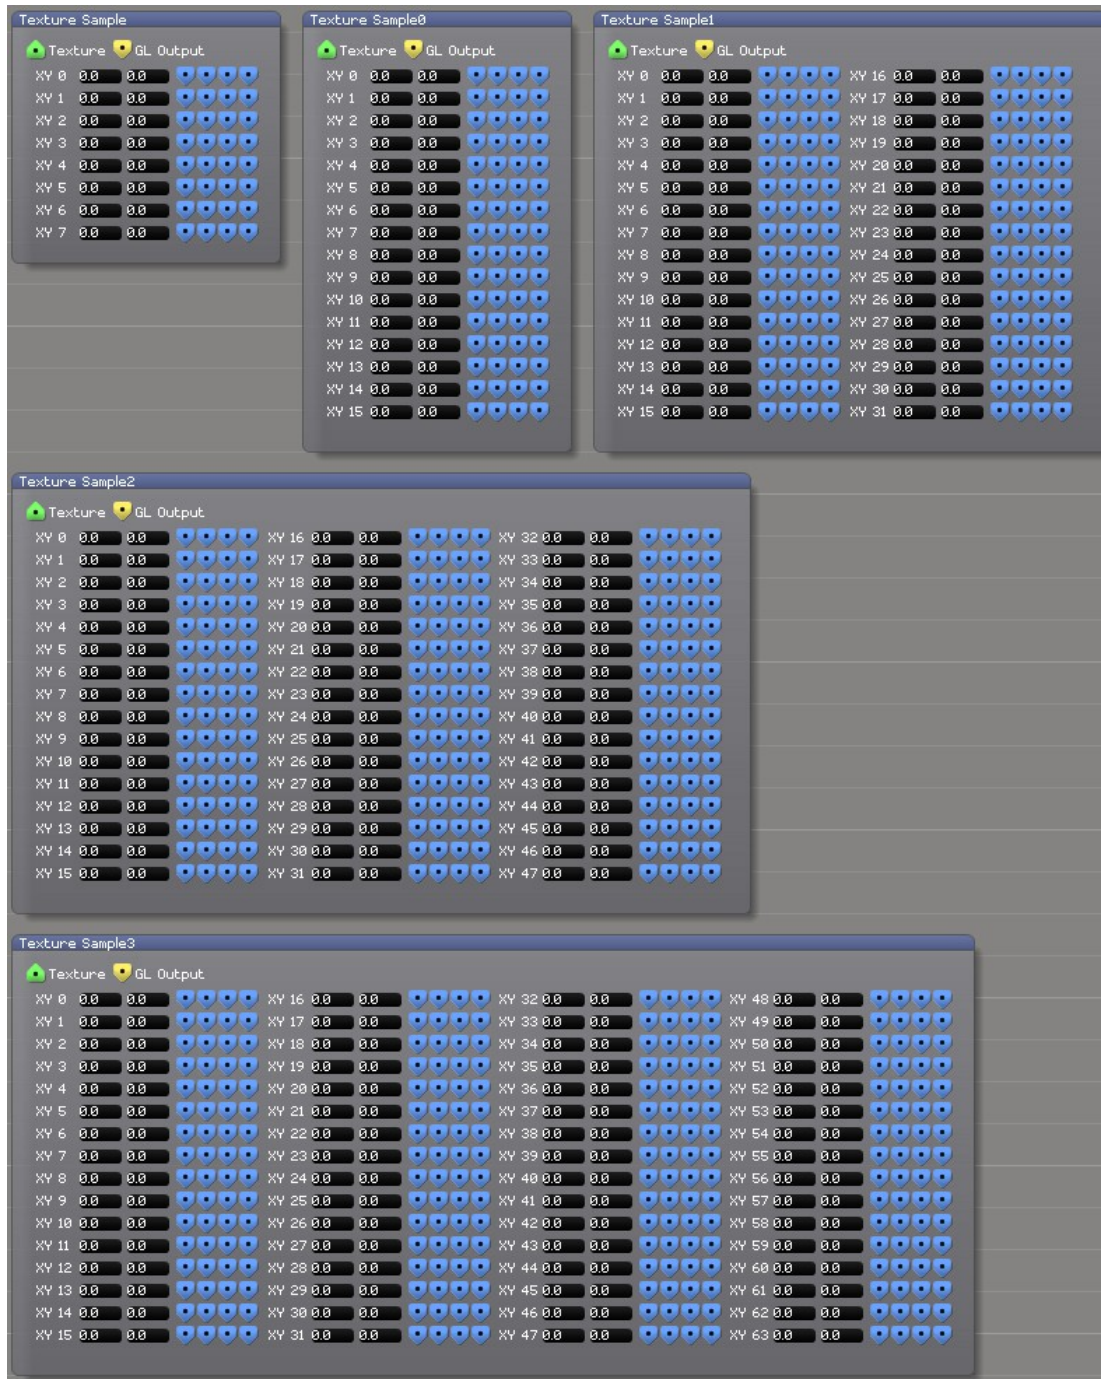 Texture Sample
Texture GL Output
XY 0 0.0 0.0
XY 1 0.0 0.0
XY 2 0.0 0.0
XY 3 0.0 0.0
XY 4 0.0 0.0
XY 5 0.0 0.0
XY 6 0.0 0.0
XY 7 0.0 0.0
Texture Sample0
Texture GL Output
XY 0 0.0 0.0
XY 1 0.0 0.0
XY 2 0.0 0.0
XY 3 0.0 0.0
XY 4 0.0 0.0
XY 5 0.0 0.0
XY 6 0.0 0.0
XY 7 0.0 0.0
XY 8 0.0 0.0
XY 9 0.0 0.0
XY 10 0.0 0.0
XY 11 0.0 0.0
XY 12 0.0 0.0
XY 13 0.0 0.0
XY 14 0.0 0.0
XY 15 0.0 0.0
Texture Sample1
Texture GL Output
XY 0 0.0 0.0 XY 16 0.0 0.0
XY 1 0.0 0.0 XY 17 0.0 0.0
XY 2 0.0 0.0 XY 18 0.0 0.0
XY 3 0.0 0.0 XY 19 0.0 0.0
XY 4 0.0 0.0 XY 20 0.0 0.0
XY 5 0.0 0.0 XY 21 0.0 0.0
XY 6 0.0 0.0 XY 22 0.0 0.0
XY 7 0.0 0.0 XY 23 0.0 0.0
XY 8 0.0 0.0 XY 24 0.0 0.0
XY 9 0.0 0.0 XY 25 0.0 0.0
XY 10 0.0 0.0 XY 26 0.0 0.0
XY 11 0.0 0.0 XY 27 0.0 0.0
XY 12 0.0 0.0 XY 28 0.0 0.0
XY 13 0.0 0.0 XY 29 0.0 0.0
XY 14 0.0 0.0 XY 30 0.0 0.0
XY 15 0.0 0.0 XY 31 0.0 0.0
Texture Sample2
Texture GL Output
XY 0 0.0 0.0 XY 16 0.0 0.0 XY 32 0.0 0.0
XY 1 0.0 0.0 XY 17 0.0 0.0 XY 33 0.0 0.0
XY 2 0.0 0.0 XY 18 0.0 0.0 XY 34 0.0 0.0
XY 3 0.0 0.0 XY 19 0.0 0.0 XY 35 0.0 0.0
XY 4 0.0 0.0 XY 20 0.0 0.0 XY 36 0.0 0.0
XY 5 0.0 0.0 XY 21 0.0 0.0 XY 37 0.0 0.0
XY 6 0.0 0.0 XY 22 0.0 0.0 XY 38 0.0 0.0
XY 7 0.0 0.0 XY 23 0.0 0.0 XY 39 0.0 0.0
XY 8 0.0 0.0 XY 24 0.0 0.0 XY 40 0.0 0.0
XY 9 0.0 0.0 XY 25 0.0 0.0 XY 41 0.0 0.0
XY 10 0.0 0.0 XY 26 0.0 0.0 XY 42 0.0 0.0
XY 11 0.0 0.0 XY 27 0.0 0.0 XY 43 0.0 0.0
XY 12 0.0 0.0 XY 28 0.0 0.0 XY 44 0.0 0.0
XY 13 0.0 0.0 XY 29 0.0 0.0 XY 45 0.0 0.0
XY 14 0.0 0.0 XY 30 0.0 0.0 XY 46 0.0 0.0
XY 15 0.0 0.0 XY 31 0.0 0.0 XY 47 0.0 0.0
Texture Sample3
Texture GL Output
XY 0 0.0 0.0 XY 16 0.0 0.0 XY 32 0.0 0.0 XY 48 0.0 0.0
XY 1 0.0 0.0 XY 17 0.0 0.0 XY 33 0.0 0.0 XY 49 0.0 0.0
XY 2 0.0 0.0 XY 18 0.0 0.0 XY 34 0.0 0.0 XY 50 0.0 0.0
XY 3 0.0 0.0 XY 19 0.0 0.0 XY 35 0.0 0.0 XY 51 0.0 0.0
XY 4 0.0 0.0 XY 20 0.0 0.0 XY 36 0.0 0.0 XY 52 0.0 0.0
XY 5 0.0 0.0 XY 21 0.0 0.0 XY 37 0.0 0.0 XY 53 0.0 0.0
XY 6 0.0 0.0 XY 22 0.0 0.0 XY 38 0.0 0.0 XY 54 0.0 0.0
XY 7 0.0 0.0 XY 23 0.0 0.0 XY 39 0.0 0.0 XY 55 0.0 0.0
XY 8 0.0 0.0 XY 24 0.0 0.0 XY 40 0.0 0.0 XY 56 0.0 0.0
XY 9 0.0 0.0 XY 25 0.0 0.0 XY 41 0.0 0.0 XY 57 0.0 0.0
XY 10 0.0 0.0 XY 26 0.0 0.0 XY 42 0.0 0.0 XY 58 0.0 0.0
XY 11 0.0 0.0 XY 27 0.0 0.0 XY 43 0.0 0.0 XY 59 0.0 0.0
XY 12 0.0 0.0 XY 28 0.0 0.0 XY 44 0.0 0.0 XY 60 0.0 0.0
XY 13 0.0 0.0 XY 29 0.0 0.0 XY 45 0.0 0.0 XY 61 0.0 0.0
XY 14 0.0 0.0 XY 30 0.0 0.0 XY 46 0.0 0.0 XY 62 0.0 0.0
XY 15 0.0 0.0 XY 31 0.0 0.0 XY 47 0.0 0.0 XY 63 0.0 0.0